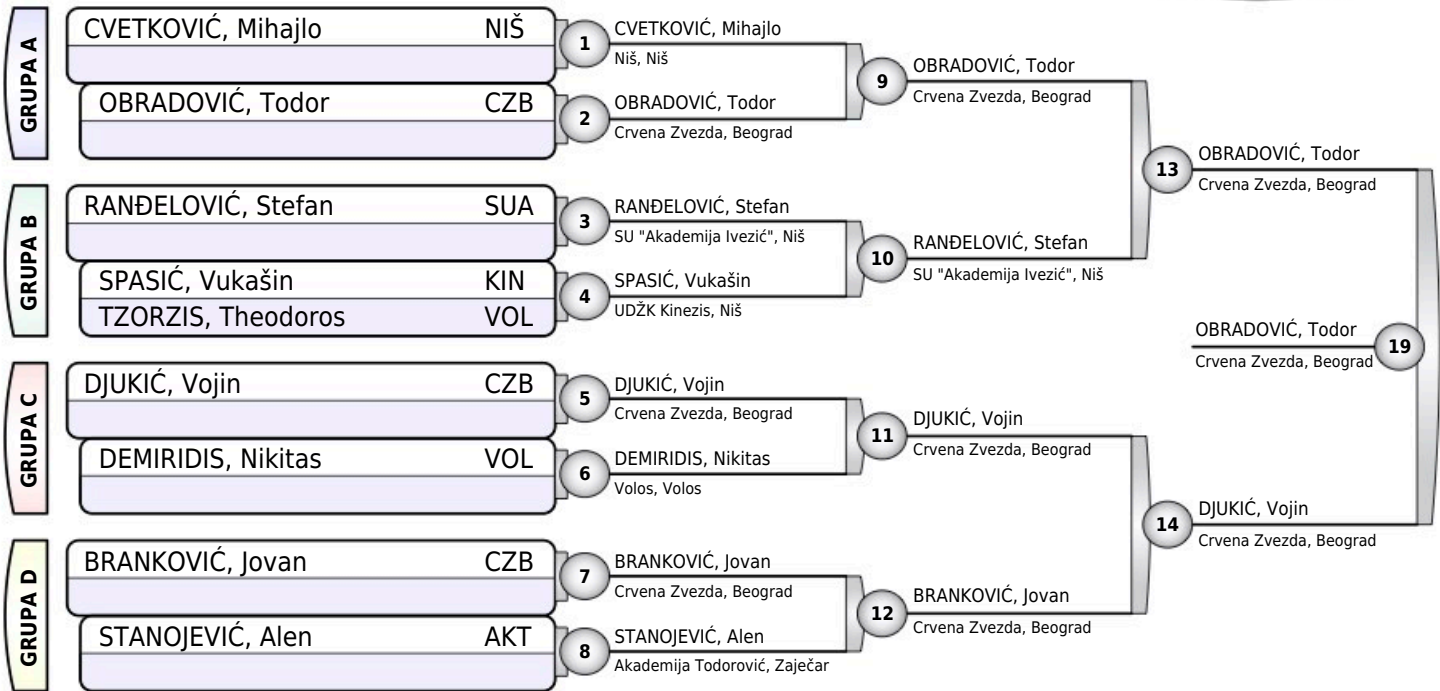 GRUPA A
CVETKOVIĆ, Mihajlo NIŠ
OBRADOVIĆ, Todor CZB
GRUPA B
RANĐELOVIĆ, Stefan SUA
SPASIĆ, Vukašin KIN
TZORZIS, Theodoros VOL
GRUPA C
DJUKIĆ, Vojin CZB
DEMIRIDIS, Nikitas VOL
GRUPA D
BRANKOVIĆ, Jovan CZB
STANOJEVIĆ, Alen AKT
1
CVETKOVIĆ, Mihajlo
Niš, Niš
2
OBRADOVIĆ, Todor
Crvena Zvezda, Beograd
3
RANĐELOVIĆ, Stefan
SU "Akademija Ivezić", Niš
4
SPASIĆ, Vukašin
UDŽK Kinezis, Niš
5
DJUKIĆ, Vojin
Crvena Zvezda, Beograd
6
DEMIRIDIS, Nikitas
Volos, Volos
7
BRANKOVIĆ, Jovan
Crvena Zvezda, Beograd
8
STANOJEVIĆ, Alen
Akademija Todorović, Zaječar
9
OBRADOVIĆ, Todor
Crvena Zvezda, Beograd
10
RANĐELOVIĆ, Stefan
SU "Akademija Ivezić", Niš
11
DJUKIĆ, Vojin
Crvena Zvezda, Beograd
12
BRANKOVIĆ, Jovan
Crvena Zvezda, Beograd
13
OBRADOVIĆ, Todor
Crvena Zvezda, Beograd
14
DJUKIĆ, Vojin
Crvena Zvezda, Beograd
OBRADOVIĆ, Todor
Crvena Zvezda, Beograd
19